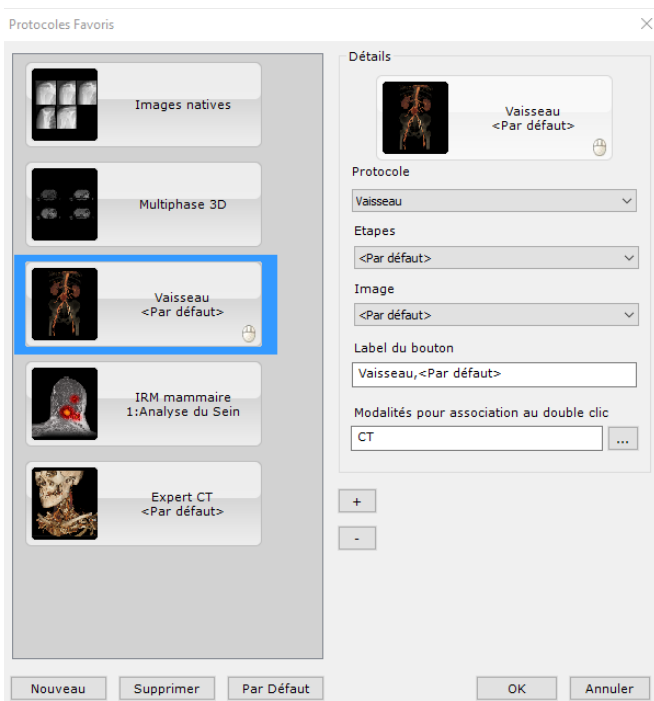 Protocoles Favoris
Images natives
Multiphase 3D
Vaisseau
<Par défaut>
IRM mammaire
1:Analyse du Sein
Expert CT
<Par défaut>
Détails
Vaisseau
<Par défaut>
Protocole
Vaisseau
Etapes
<Par défaut>
Image
<Par défaut>
Label du bouton
Vaisseau,<Par défaut>
Modalités pour association au double clic
CT
...
+
-
Nouveau
Supprimer
Par Défaut
OK
Annuler